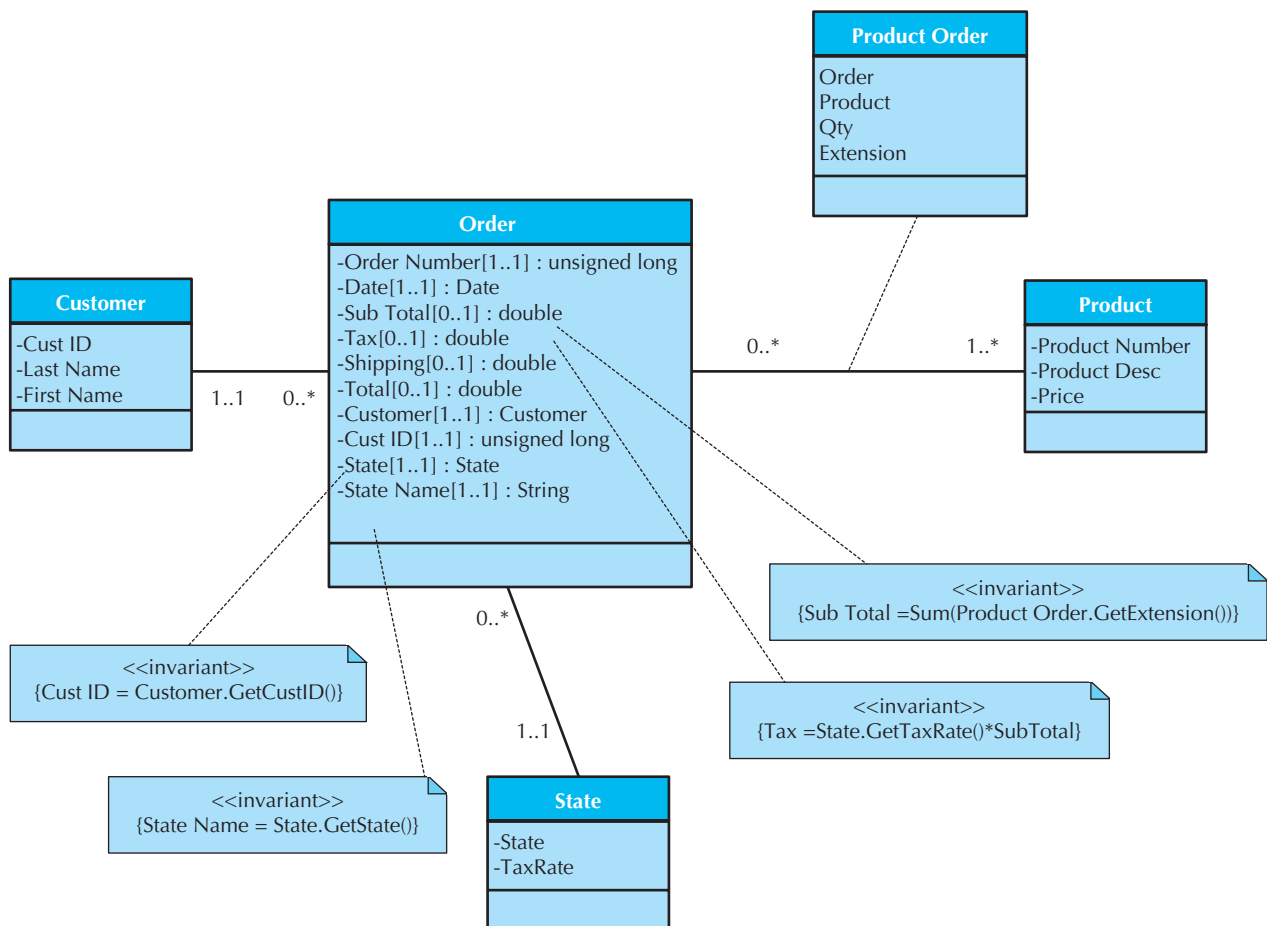 Product Order
Order
Product
Qty
Extension
Order
-Order Number[1..1] : unsigned long
-Date[1..1] : Date
-Sub Total[0..1] : double
-Tax[0..1] : double
-Shipping[0..1] : double
-Total[0..1] : double
-Customer[1..1] : Customer
-Cust ID[1..1] : unsigned long
-State[1..1] : State
-State Name[1..1] : String
Customer
-Cust ID
-Last Name
-First Name
1..1
0..*
0..*
1..*
Product
-Product Number
-Product Desc
-Price
<<invariant>>
{Sub Total =Sum(Product Order.GetExtension())}
0..*
<<invariant>>
{Cust ID = Customer.GetCustID()}
<<invariant>>
{Tax =State.GetTaxRate()*SubTotal}
1..1
<<invariant>>
{State Name = State.GetState()}
State
-State
-TaxRate